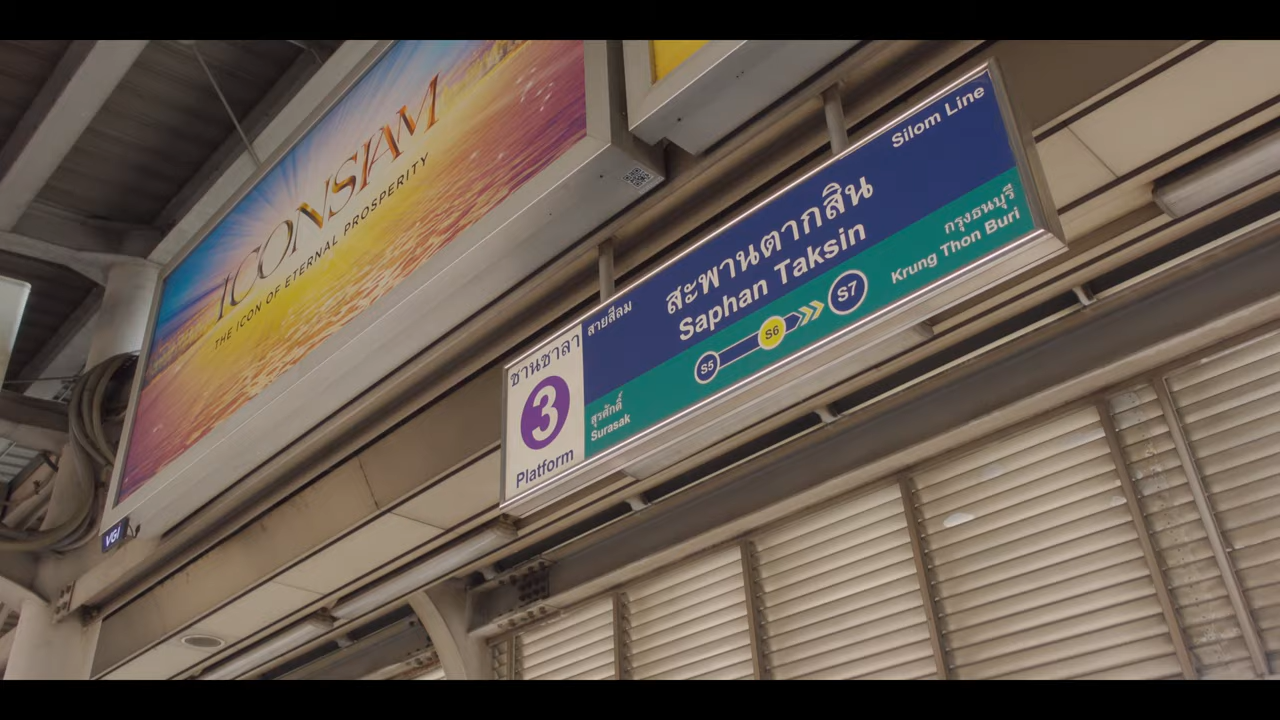 ICONSIAM
THE ICON OF ETERNAL PROSPERITY
VGI
ชานชาลา
3
Platform
สายสีลม
Silom Line
สะพานตากสิน
Saphan Taksin
สุรศักดิ์
Surasak
S5
S6
S7
กรุงธนบุรี
Krung Thon Buri